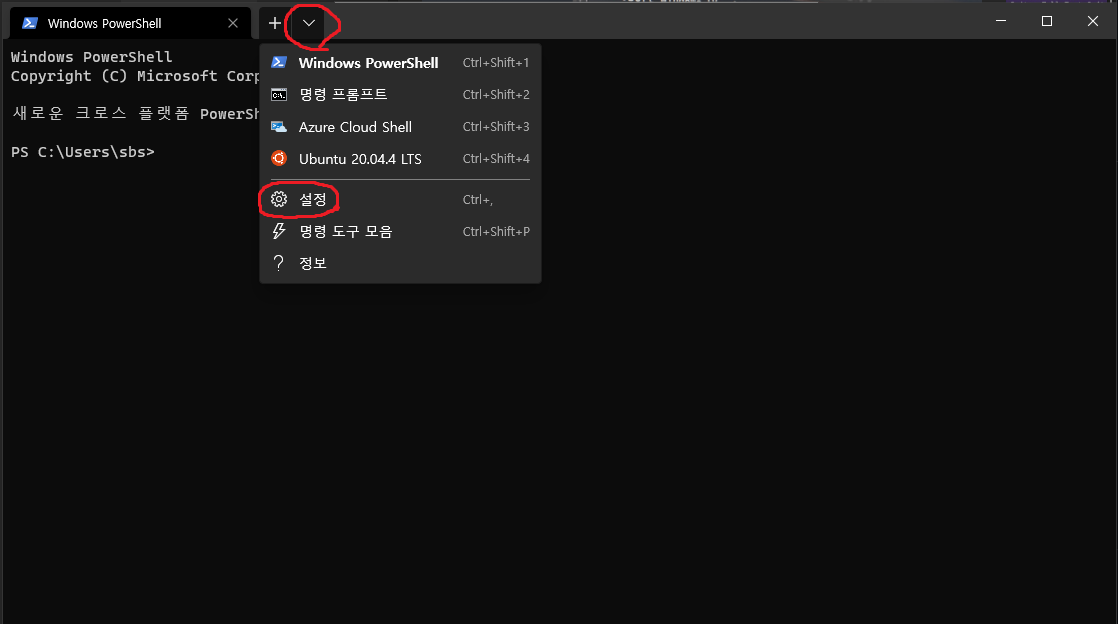 Windows PowerShell
Windows PowerShell
Copyright (C) Microsoft Corp
새로운 크로스 플랫폼 PowerSh
PS C:\Users\sbs>
Windows PowerShell Ctrl+Shift+1
명령 프롬프트 Ctrl+Shift+2
Azure Cloud Shell Ctrl+Shift+3
Ubuntu 20.04.4 LTS Ctrl+Shift+4
설정 Ctrl+,
명령 도구 모음 Ctrl+Shift+P
정보